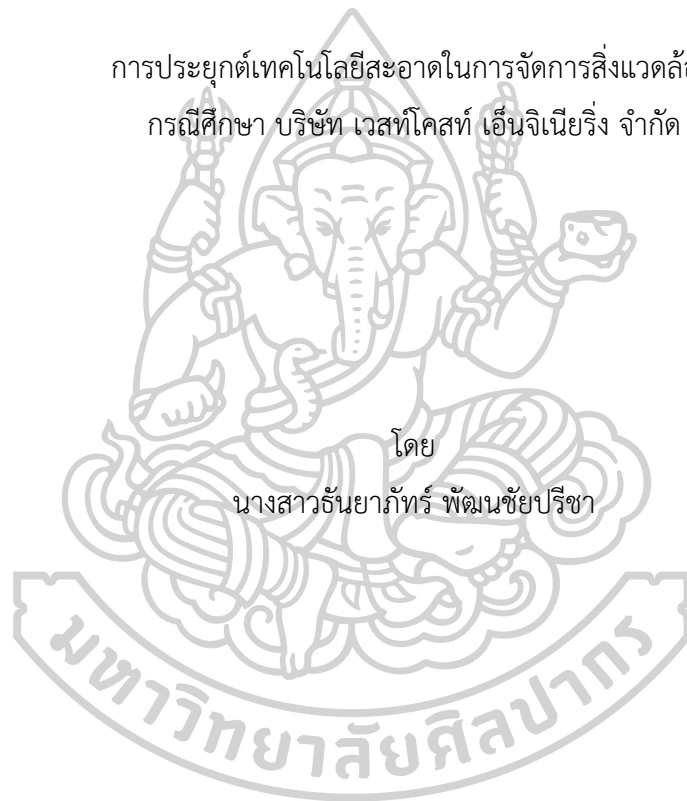 การประยุกต์เทคโนโลยีสะอาดในการจัดการสิ่งแวดล้
กรณีศึกษา บริษัท เวสท์โคสท์ เอ็นจิเนียริ่ง จำกัด
โดย
นางสาวธันยาภัทร์ พัฒนชัยปรีชา
มหาวิทยาลัยศิลปากร